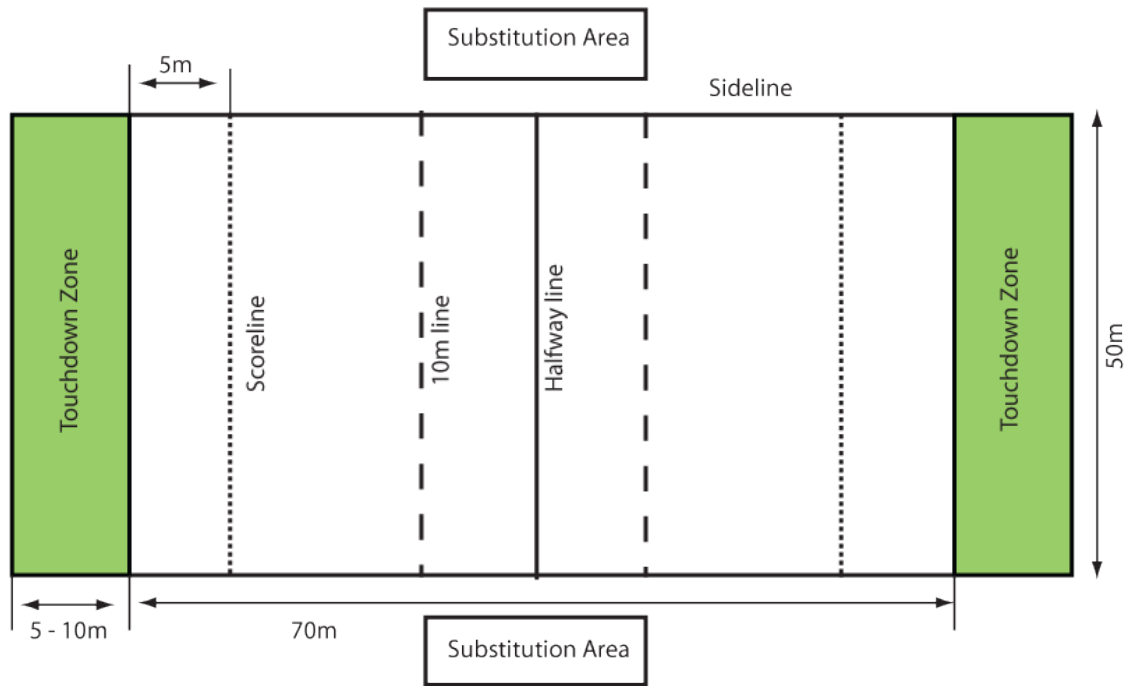 Substitution Area
5m
Sideline
Touchdown Zone
Scoreline
10m line
Halfway line
Touchdown Zone
50m
5 - 10m
70m
Substitution Area